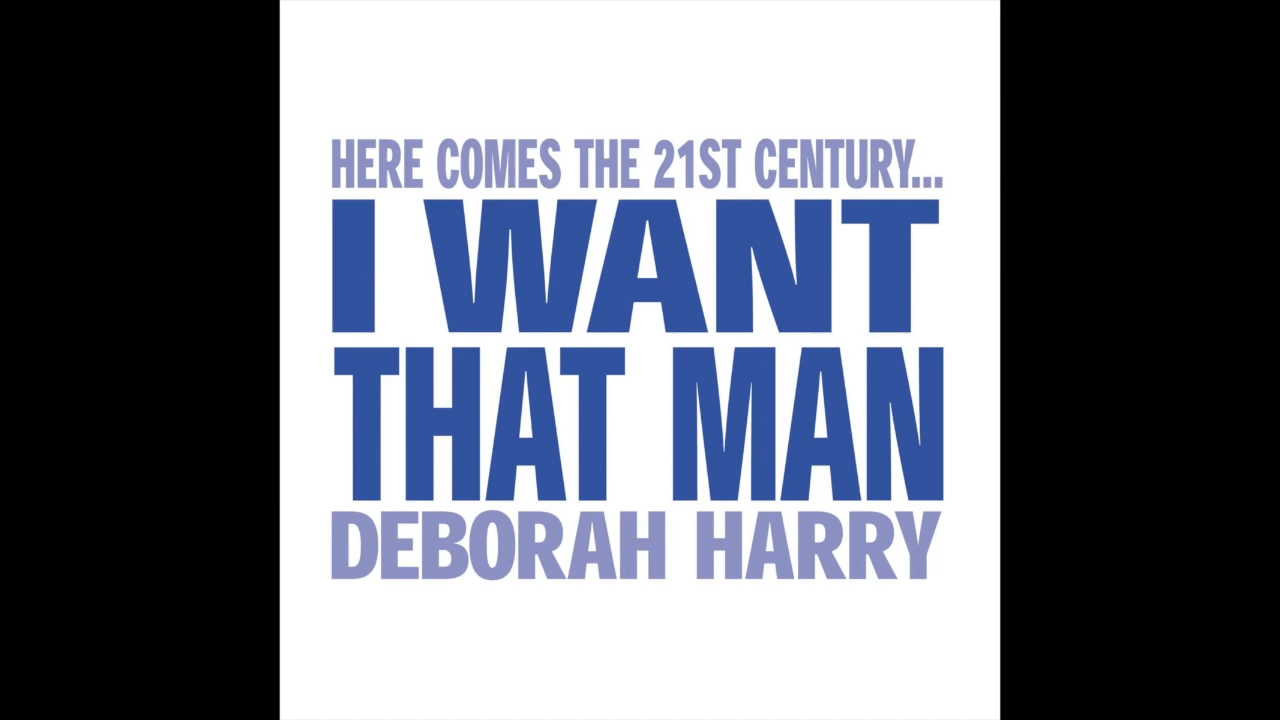 HERE COMES THE 21ST CENTURY...
I WANT
THAT MAN
DEBORAH HARRY